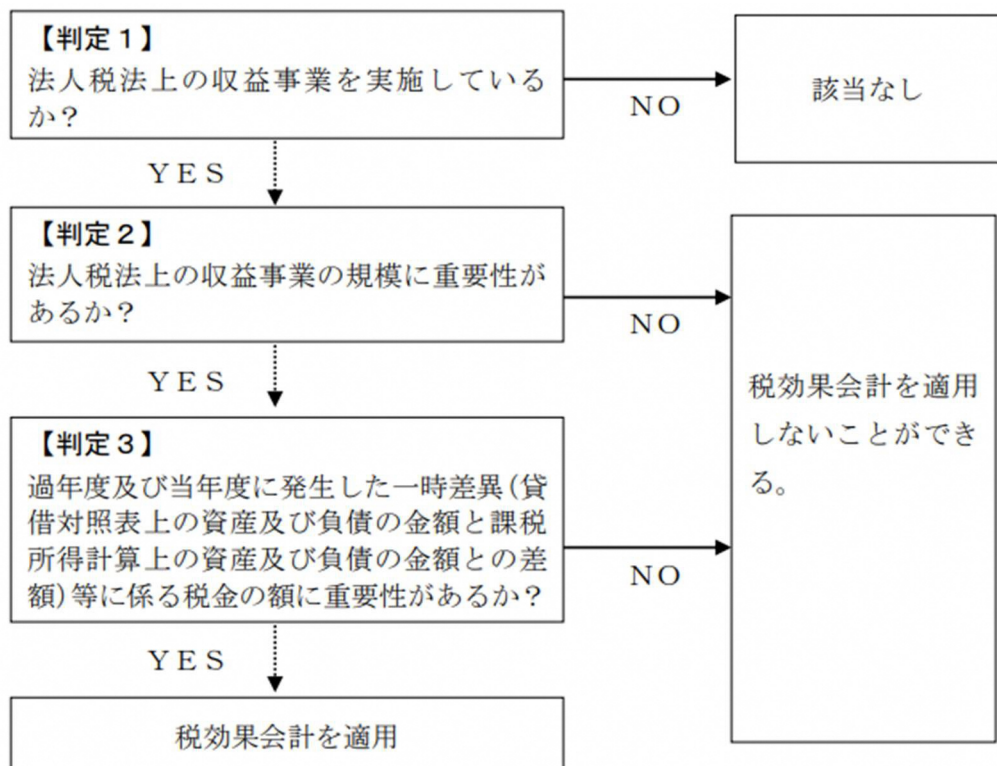 【判定１】
法人税法上の収益事業を実施している
か？
NO
該当なし
YES
【判定２】
法人税法上の収益事業の規模に重要性が
あるか？
NO
YES
【判定３】
過年度及び当年度に発生した一時差異(貸
借対照表上の資産及び負債の金額と課税
所得計算上の資産及び負債の金額との差
額)等に係る税金の額に重要性があるか？
NO
税効果会計を適用
しないことができ
る。
YES
税効果会計を適用